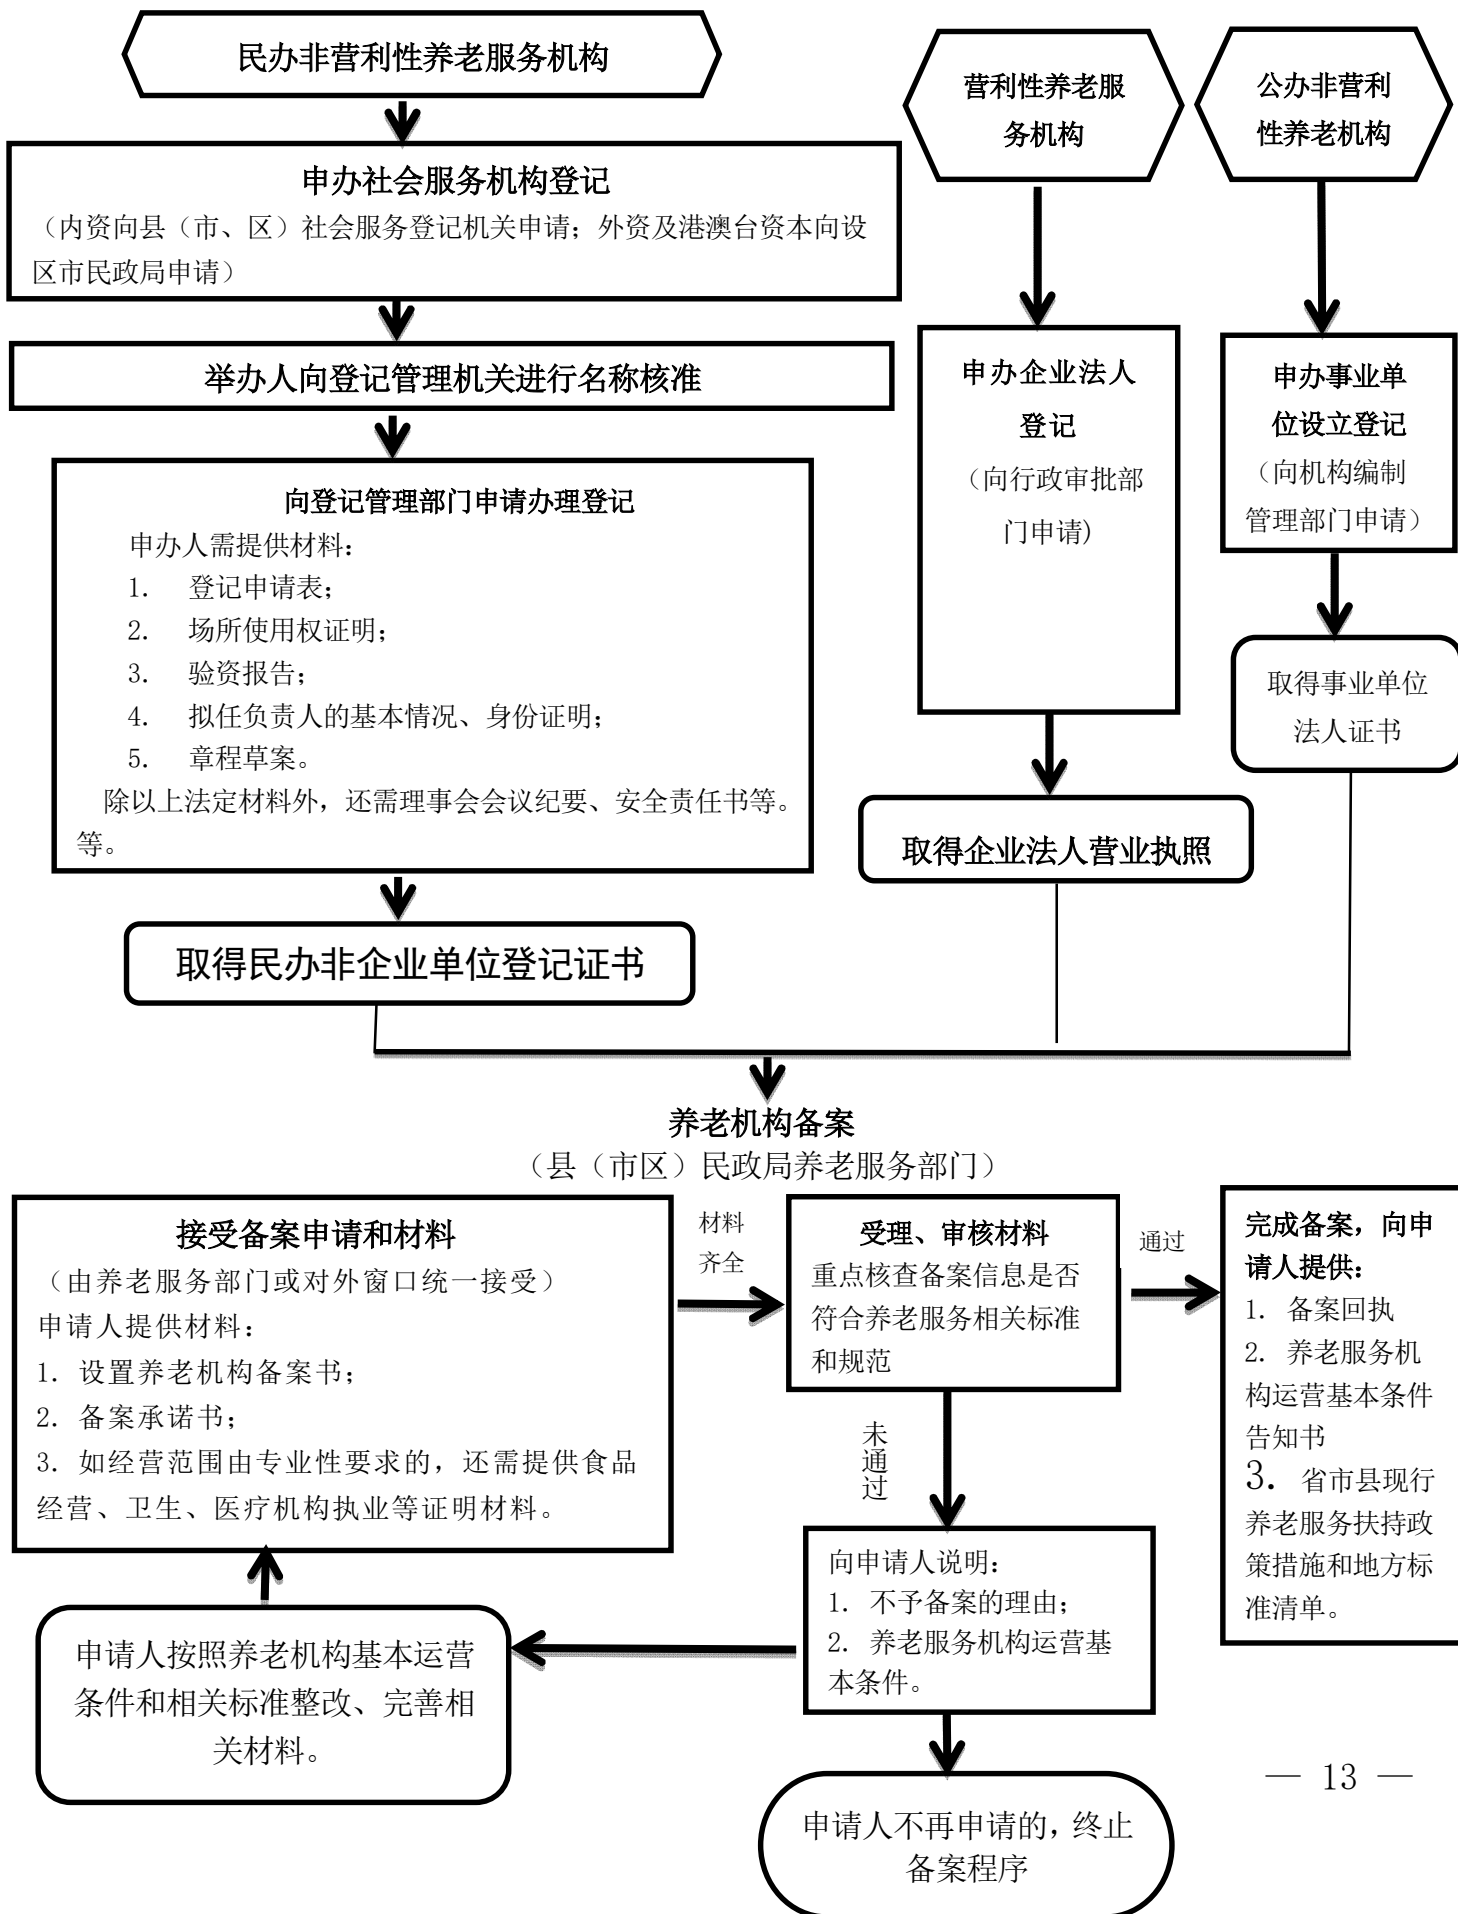 民办非营利性养老服务机构
申办社会服务机构登记
（内资向县（市、区）社会服务登记机关申请；外资及港澳台资本向设
区市民政局申请）
举办人向登记管理机关进行名称核准
向登记管理部门申请办理登记
申办人需提供材料：
1. 登记申请表；
2. 场所使用权证明；
3. 验资报告；
4. 拟任负责人的基本情况、身份证明；
5. 章程草案。
除以上法定材料外，还需理事会会议纪要、安全责任书等。
等。
取得民办非企业单位登记证书
营利性养老服
务机构
申办企业法人
登记
（向行政审批部
门申请)
取得企业法人营业执照
公办非营利
性养老机构
申办事业单
位设立登记
（向机构编制
管理部门申请）
取得事业单位
法人证书
养老机构备案
（县（市区）民政局养老服务部门）
接受备案申请和材料
（由养老服务部门或对外窗口统一接受）
申请人提供材料：
1. 设置养老机构备案书；
2. 备案承诺书；
3. 如经营范围由专业性要求的，还需提供食品
经营、卫生、医疗机构执业等证明材料。
材料
齐全
受理、审核材料
重点核查备案信息是否
符合养老服务相关标准
和规范
通过
完成备案，向申
请人提供：
1. 备案回执
2. 养老服务机
构运营基本条件
告知书
3. 省市县现行
养老服务扶持政
策措施和地方标
准清单。
未
通
过
向申请人说明：
1. 不予备案的理由；
2. 养老服务机构运营基
本条件。
申请人按照养老机构基本运营
条件和相关标准整改、完善相
关材料。
申请人不再申请的，终止
备案程序
— 13 —